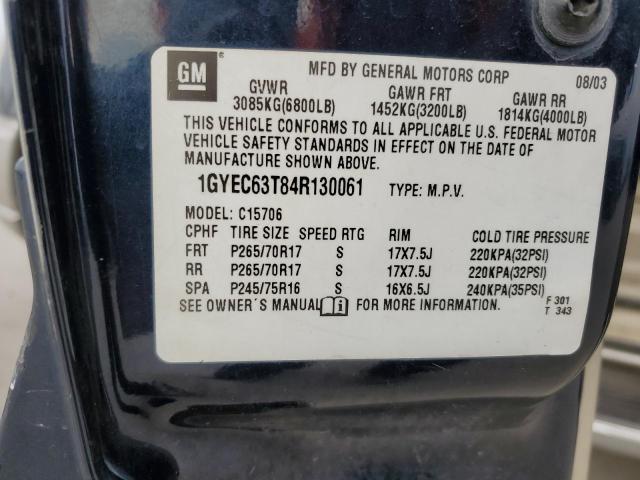 GM
MFD BY GENERAL MOTORS CORP 08/03
GVWR GAWR FRT GAWR RR
3085KG(6800LB) 1452KG(3200LB) 1814KG(4000LB)
THIS VEHICLE CONFORMS TO ALL APPLICABLE U.S. FEDERAL MOTOR
VEHICLE SAFETY STANDARDS IN EFFECT ON THE DATE OF
MANUFACTURE SHOWN ABOVE.
1GYEC63T84R130061 TYPE: M.P.V.
MODEL: C15706
CPHF TIRE SIZE SPEED RTG RIM COLD TIRE PRESSURE
FRT P265/70R17 S 17X7.5J 220KPA(32PSI)
RR P265/70R17 S 17X7.5J 220KPA(32PSI)
SPA P245/75R16 S 16X6.5J 240KPA(35PSI)
SEE OWNER´S MANUAL i FOR MORE INFORMATION.
F 301
T 343